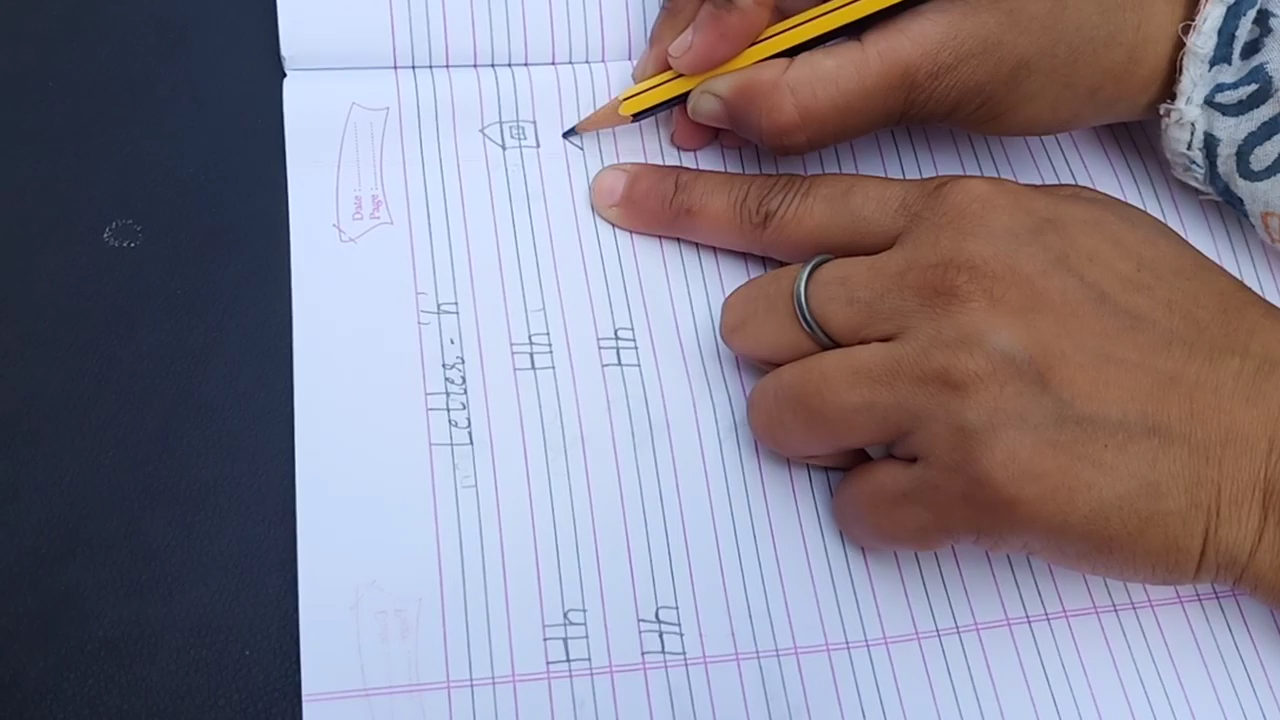 Date : ....................
Page : ....................
Letter - 'h'
Hh Hh
Hh Hh